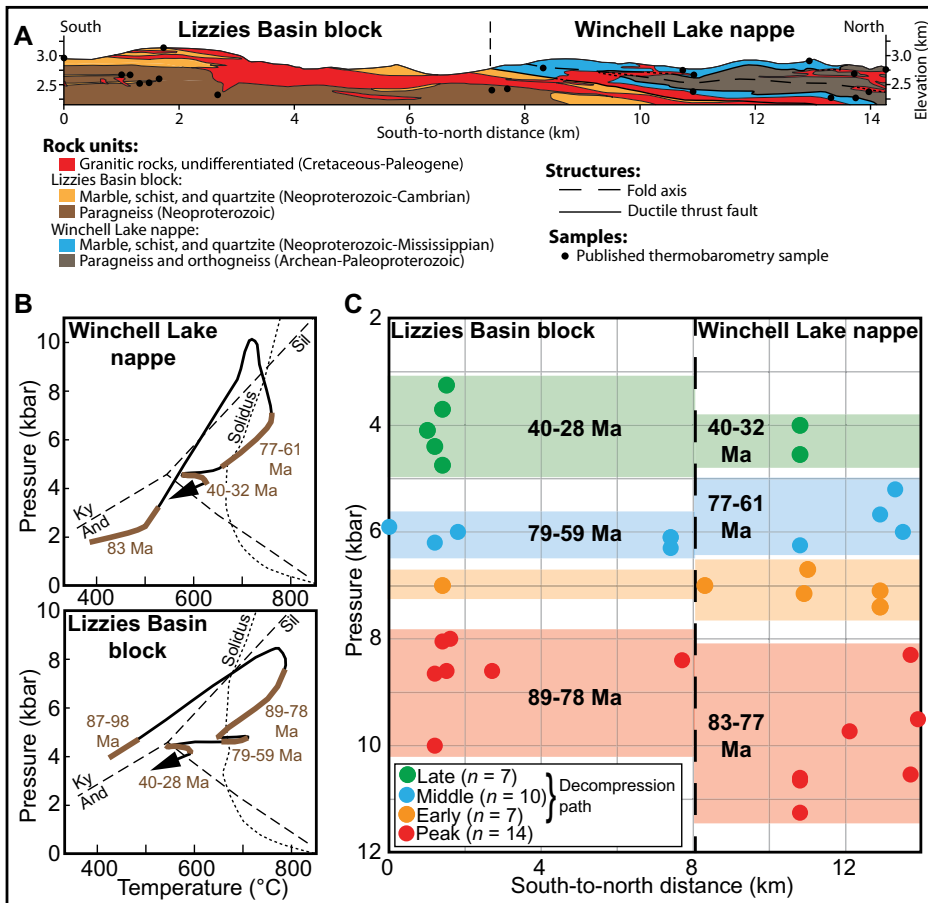 A
South
Lizzies Basin block
Winchell Lake nappe
North
3.0
2.5
3.0
2.5
Elevation (km)
0
2
4
6
8
10
12
14
South-to-north distance (km)
Rock units:
Granitic rocks, undifferentiated (Cretaceous-Paleogene)
Lizzies Basin block:
Marble, schist, and quartzite (Neoproterozoic-Cambrian)
Paragneiss (Neoproterozoic)
Winchell Lake nappe:
Marble, schist, and quartzite (Neoproterozoic-Mississippian)
Paragneiss and orthogneiss (Archean-Paleoproterozoic)
Structures:
Fold axis
Ductile thrust fault
Samples:
Published thermobarometry sample
B
Winchell Lake
nappe
Sil
Solidus
77-61
Ma
40-32 Ma
Ky
And
83 Ma
10
8
6
4
2
0
Pressure (kbar)
400
600
800
Lizzies Basin
block
Solidus
Sil
87-98
Ma
89-78
Ma
79-59 Ma
40-28 Ma
Ky
And
10
8
6
4
2
0
Pressure (kbar)
400
600
800
Temperature (°C)
C
2
4
6
8
10
12
Pressure (kbar)
Lizzies Basin block
Winchell Lake nappe
40-28 Ma
40-32
Ma
79-59 Ma
77-61
Ma
89-78 Ma
83-77
Ma
Late (n = 7)
Middle (n = 10)
Early (n = 7)
Peak (n = 14)
Decompression
path
0
4
8
12
South-to-north distance (km)